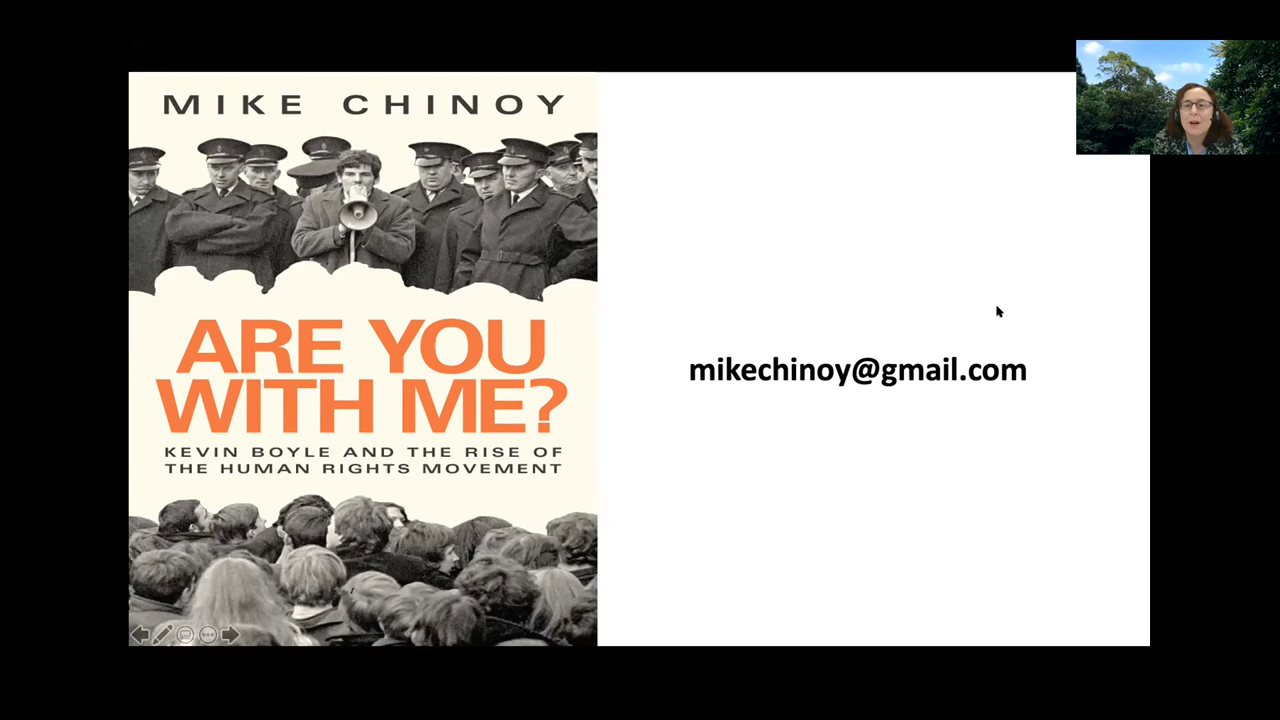 MIKE CHINOY
ARE YOU
WITH ME?
KEVIN BOYLE AND THE RISE OF
THE HUMAN RIGHTS MOVEMENT
mikechinoy@gmail.com